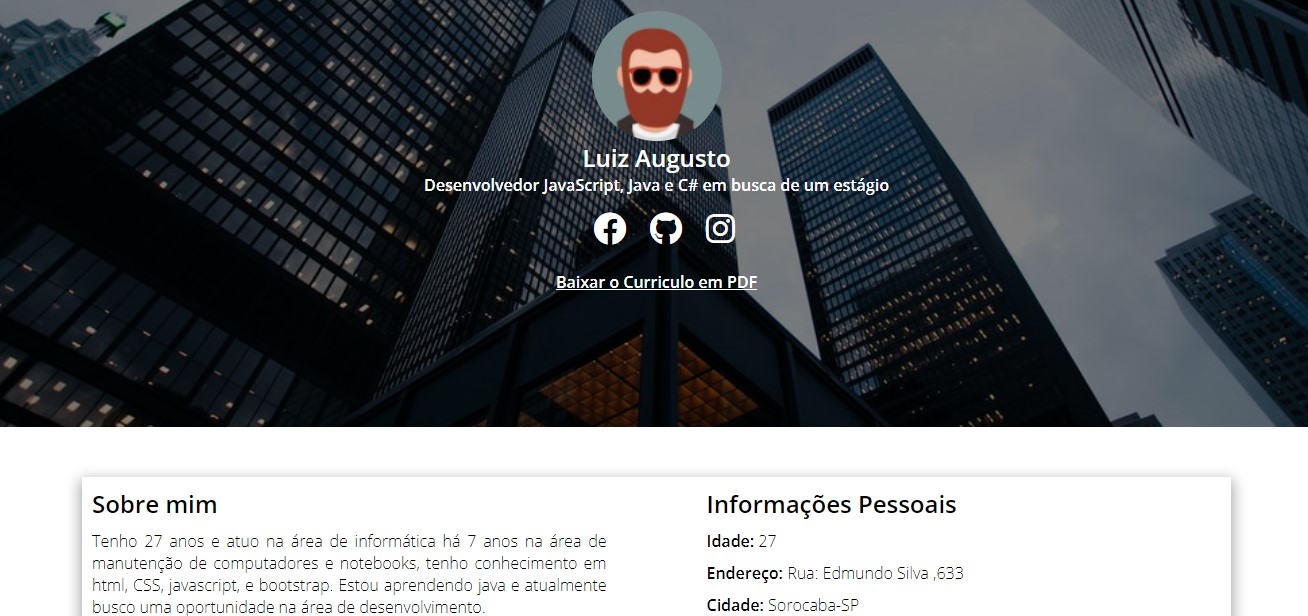 Luiz Augusto
Desenvolvedor JavaScript, Java e C# em busca de um estágio
Baixar o Curriculo em PDF
Sobre mim
Tenho 27 anos e atuo na área de informática há 7 anos na área de
manutenção de computadores e notebooks, tenho conhecimento em
html, CSS, javascript, e bootstrap. Estou aprendendo java e atualmente
busco uma oportunidade na área de desenvolvimento.
Informações Pessoais
Idade: 27
Endereço: Rua: Edmundo Silva ,633
Cidade: Sorocaba-SP